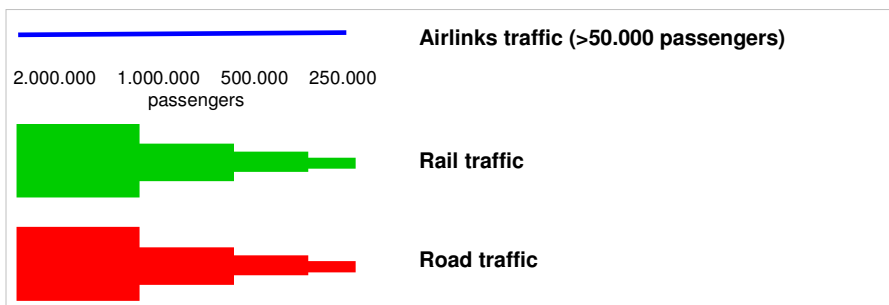 Airlinks traffic (>50.000 passengers)
2.000.000 1.000.000 500.000 250.000
passengers
Rail traffic
Road traffic